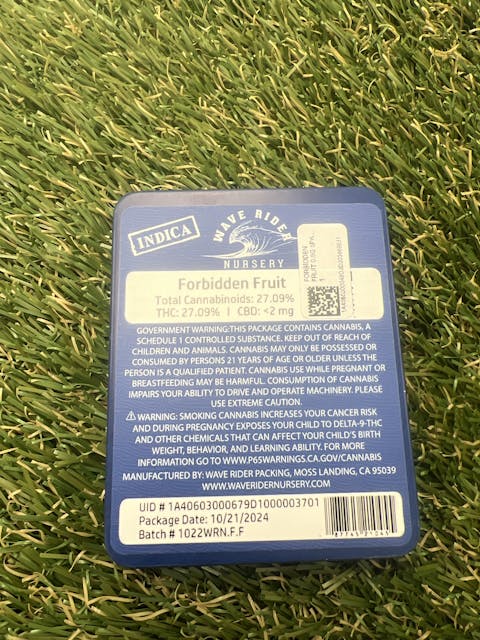 INDICA
WAVE RIDER
NURSERY
Forbidden Fruit
Total Cannabinoids: 27.09%
THC: 27.09% | CBD: <2 mg
FORBIDDEN
FRUIT 0.5G
1
GOVERNMENT WARNING:THIS PACKAGE CONTAINS CANNABIS, A
SCHEDULE 1 CONTROLLED SUBSTANCE. KEEP OUT OF REACH OF
CHILDREN AND ANIMALS. CANNABIS MAY ONLY BE POSSESSED OR
CONSUMED BY PERSONS 21 YEARS OF AGE OR OLDER UNLESS THE
PERSON IS A QUALIFIED PATIENT. CANNABIS USE WHILE PREGNANT OR
BREASTFEEDING MAY BE HARMFUL. CONSUMPTION OF CANNABIS
IMPAIRS YOUR ABILITY TO DRIVE AND OPERATE MACHINERY. PLEASE
USE EXTREME CAUTION.
⚠ WARNING: SMOKING CANNABIS INCREASES YOUR CANCER RISK
AND DURING PREGNANCY EXPOSES YOUR CHILD TO DELTA-9-THC
AND OTHER CHEMICALS THAT CAN AFFECT YOUR CHILD'S BIRTH
WEIGHT, BEHAVIOR, AND LEARNING ABILITY. FOR MORE
INFORMATION GO TO WWW.P65WARNINGS.CA.GOV/CANNABIS
MANUFACTURED BY: WAVE RIDER PACKING, MOSS LANDING, CA 95039
WWW.WAVERIDERNURSERY.COM
UID # 1A40603000679D1000003701
Package Date: 10/21/2024
Batch # 1022WRN.F.F